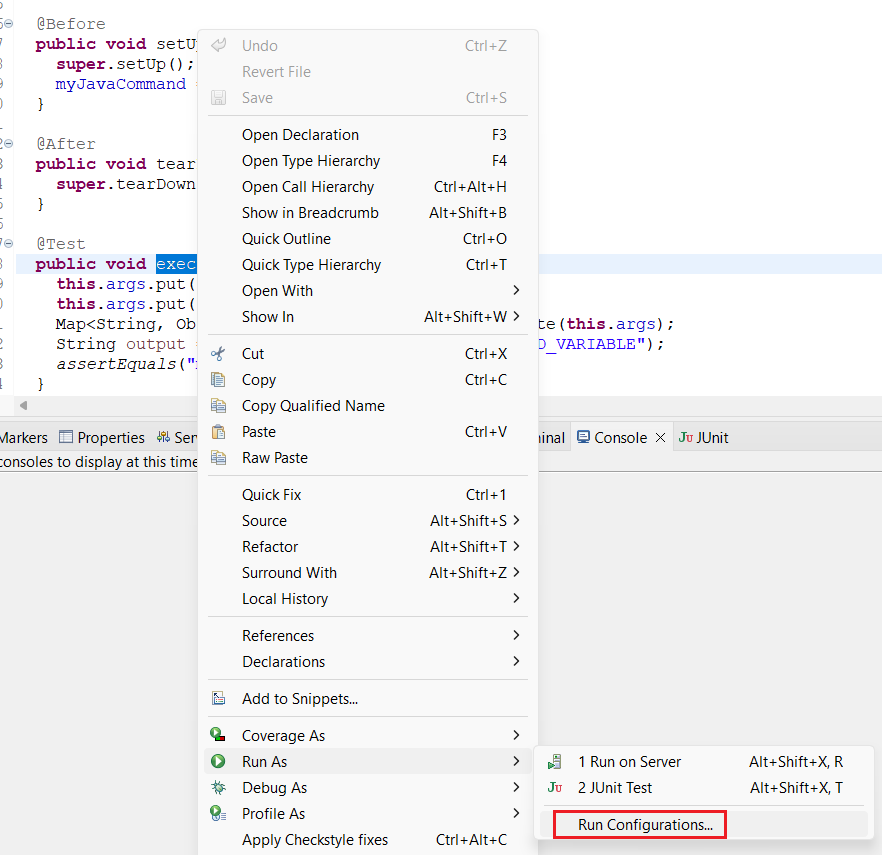 @Before
public void setU
super.setUp();
myJavaCommand
}
@After
public void tear
super.tearDown
}
@Test
public void exec
this.args.put(
this.args.put(
Map<String, Ob te(this.args);
String output = D_VARIABLE");
assertEquals("
}
Undo Ctrl+Z
Revert File
Save Ctrl+S
Open Declaration F3
Open Type Hierarchy F4
Open Call Hierarchy Ctrl+Alt+H
Show in Breadcrumb Alt+Shift+B
Quick Outline Ctrl+O
Quick Type Hierarchy Ctrl+T
Open With
Show In Alt+Shift+W
Cut Ctrl+X
Copy Ctrl+C
Copy Qualified Name
Paste Ctrl+V
Raw Paste
Quick Fix Ctrl+1
Source Alt+Shift+S
Refactor Alt+Shift+T
Surround With Alt+Shift+Z
Local History
References
Declarations
Add to Snippets...
Coverage As
Run As
Debug As
Profile As
Apply Checkstyle fixes Ctrl+Alt+C
Markers Properties Ser inal Console JUnit
consoles to display at this time
1 Run on Server Alt+Shift+X, R
2 JUnit Test Alt+Shift+X, T
Run Configurations...